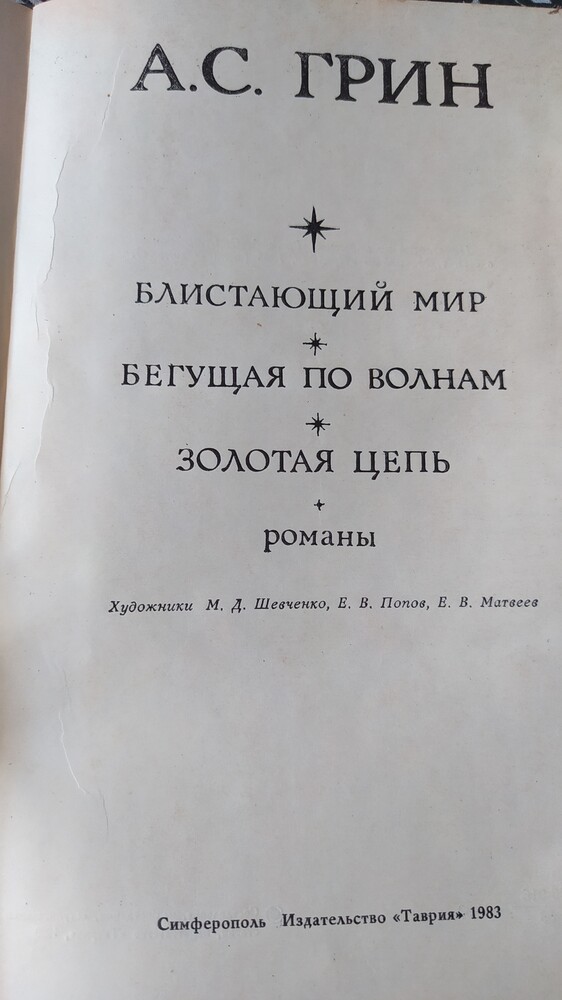 А.С. ГРИН
БЛИСТАЮЩИЙ МИР
БЕГУЩАЯ ПО ВОЛНАМ
ЗОЛОТАЯ ЦЕПЬ
романы
Художники М. Д. Шевченко, Е. В. Попов, Е. В. Матвеев
Симферополь Издательство «Таврия» 1983